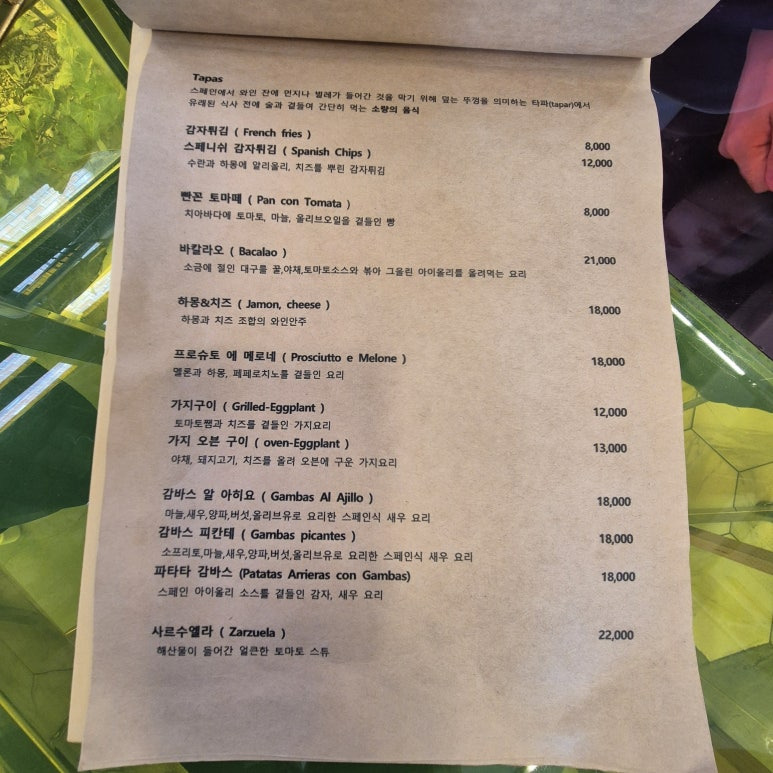 Tapas
스페인에서 와인 잔에 먼지나 벌레가 들어간 것을 막기 위해 덮는 뚜껑을 의미하는 타파(tapar)에서
유래된 식사 전에 술과 곁들여 간단히 먹는 소량의 음식
감자튀김 ( French fries ) 8,000
스페니쉬 감자튀김 ( Spanish Chips ) 12,000
수란과 하몽에 알리올리, 치즈를 뿌린 감자튀김
빤꼰 토마떼 ( Pan con Tomata ) 8,000
치아바다에 토마토, 마늘, 올리브오일을 곁들인 빵
바칼라오 ( Bacalao ) 21,000
소금에 절인 대구를 꿀,야채,토마토소스와 볶아 그을린 아이올리를 올려먹는 요리
하몽&치즈 ( Jamon, cheese ) 18,000
하몽과 치즈 조합의 와인안주
프로슈토 에 메로네 ( Prosciutto e Melone ) 18,000
멜론과 하몽, 페페로치노를 곁들인 요리
가지구이 ( Grilled-Eggplant ) 12,000
토마토쨈과 치즈를 곁들인 가지요리
가지 오븐 구이 ( oven-Eggplant ) 13,000
야채, 돼지고기, 치즈를 올려 오븐에 구운 가지요리
감바스 알 아히요 ( Gambas Al Ajillo ) 18,000
마늘,새우,양파,버섯,올리브유로 요리한 스페인식 새우 요리
감바스 피칸테 ( Gambas picantes ) 18,000
소프리토,마늘,새우,양파,버섯,올리브유로 요리한 스페인식 새우 요리
파타타 감바스 (Patatas Arrieras con Gambas) 18,000
스페인 아이올리 소스를 곁들인 감자, 새우 요리
사르수엘라 ( Zarzuela ) 22,000
해산물이 들어간 얼큰한 토마토 스튜